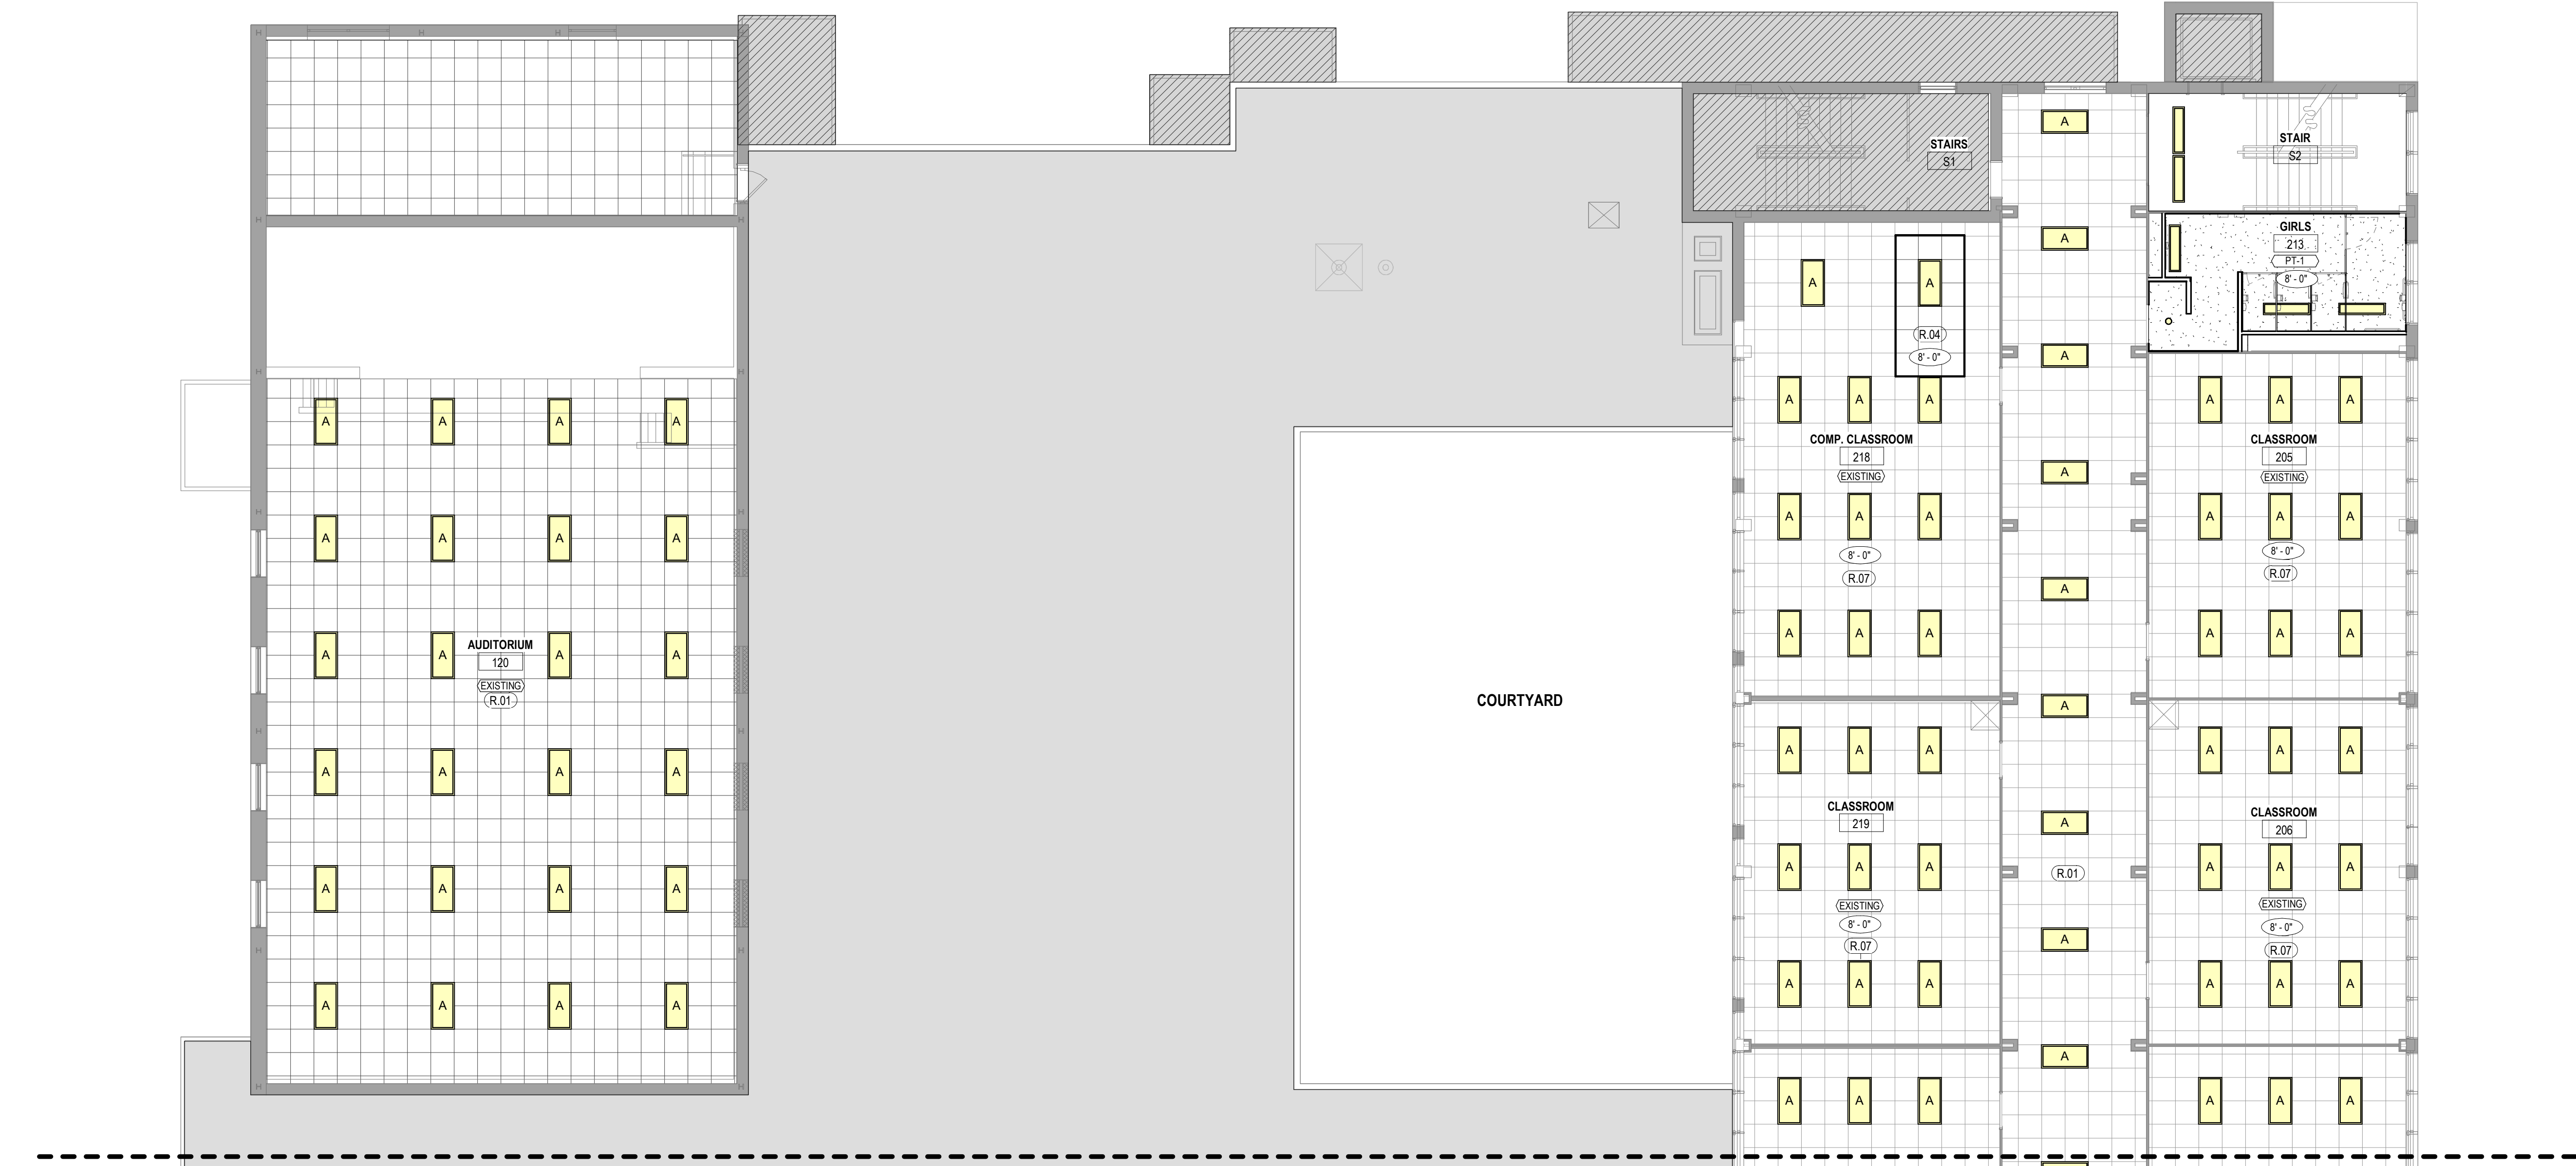 A
STAIRS
S1
STAIR
S2
A
GIRLS
213
PT-1
8' - 0"
A
A
R.04
8' - 0"
A
A A A
A A A
A A A A
COMP. CLASSROOM
218
EXISTING
CLASSROOM
205
EXISTING
A
A A A
A A A
A A A A
8' - 0"
R.07
8' - 0"
R.07
A
A A A
A A A
A A A A
AUDITORIUM
120
EXISTING
R.01
COURTYARD
A
A A A
A A A
A A A A
CLASSROOM
219
CLASSROOM
206
A
A A A
A A A
A A A A
R.01
EXISTING
8' - 0"
R.07
EXISTING
8' - 0"
R.07
A
A A A
A A A
A A A A
A
A A A
A A A